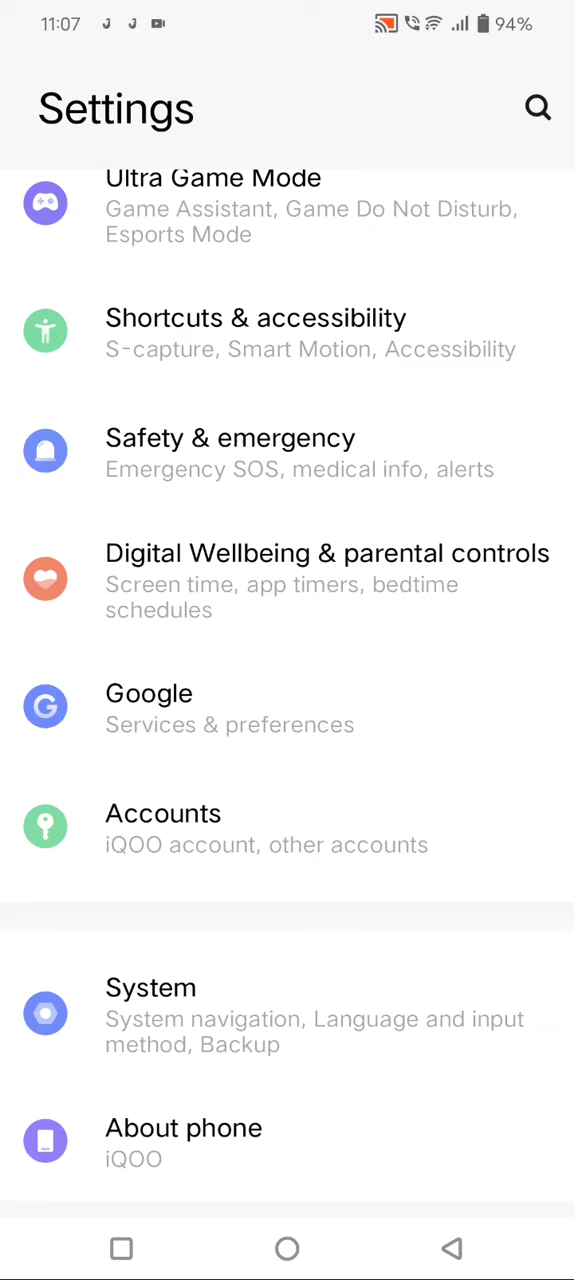 11:07
94%
Settings
Ultra Game Mode
Game Assistant, Game Do Not Disturb,
Esports Mode
Shortcuts & accessibility
S-capture, Smart Motion, Accessibility
Safety & emergency
Emergency SOS, medical info, alerts
Digital Wellbeing & parental controls
Screen time, app timers, bedtime
schedules
Google
Services & preferences
Accounts
iQOO account, other accounts
System
System navigation, Language and input
method, Backup
About phone
iQOO